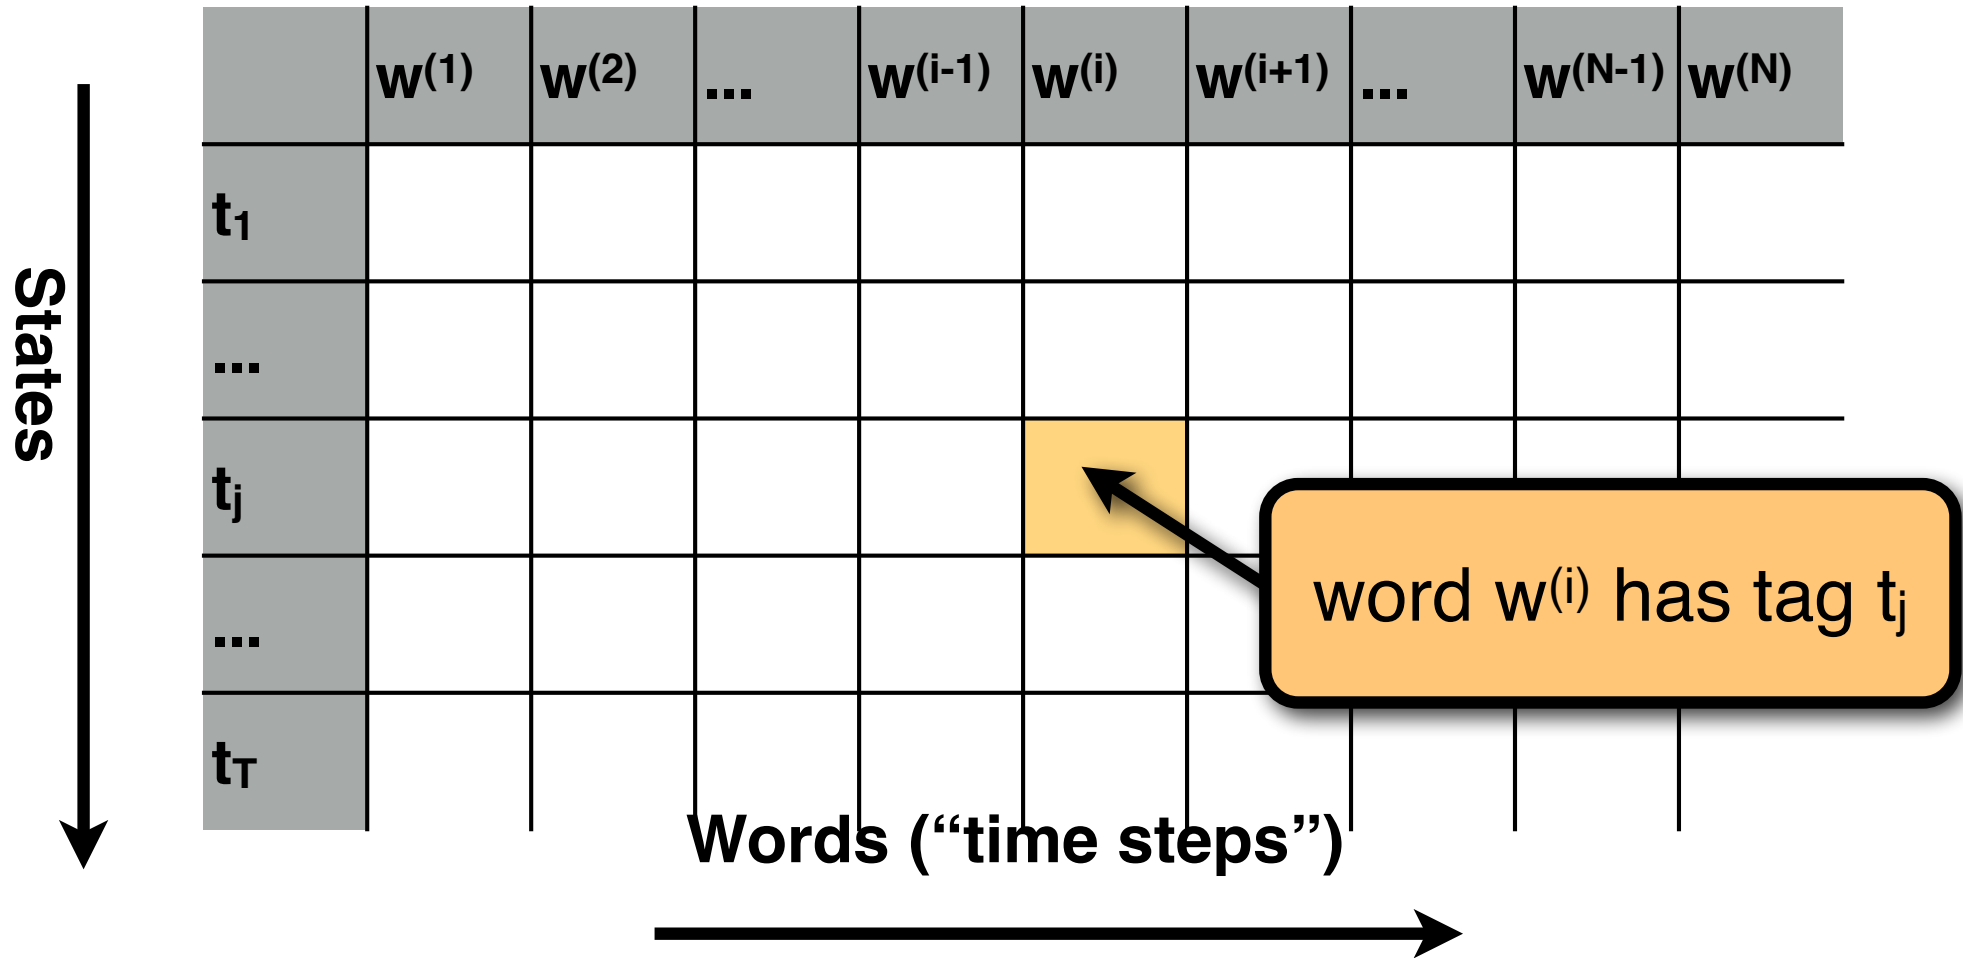 w(1) w(2) ... w(i-1) w(i) w(i+1) ... w(N-1) w(N)
t1
...
tj
...
tT
States
word w(i) has tag tj
Words (“time steps”)